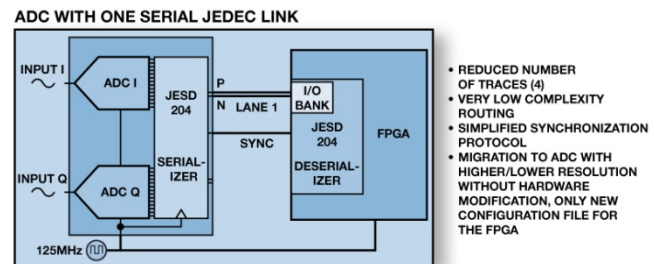 ADC WITH ONE SERIAL JEDEC LINK
INPUT I
ADC I
JESD
204
SERIAL-
IZER
P
N
LANE 1
SYNC
I/O
BANK
JESD
204
DESERIAL-
IZER
FPGA
INPUT Q
ADC Q
125MHz
• REDUCED NUMBER
OF TRACES (4)
• VERY LOW COMPLEXITY
ROUTING
• SIMPLIFIED SYNCHRONIZATION
PROTOCOL
• MIGRATION TO ADC WITH
HIGHER/LOWER RESOLUTION
WITHOUT HARDWARE
MODIFICATION, ONLY NEW
CONFIGURATION FILE FOR
THE FPGA